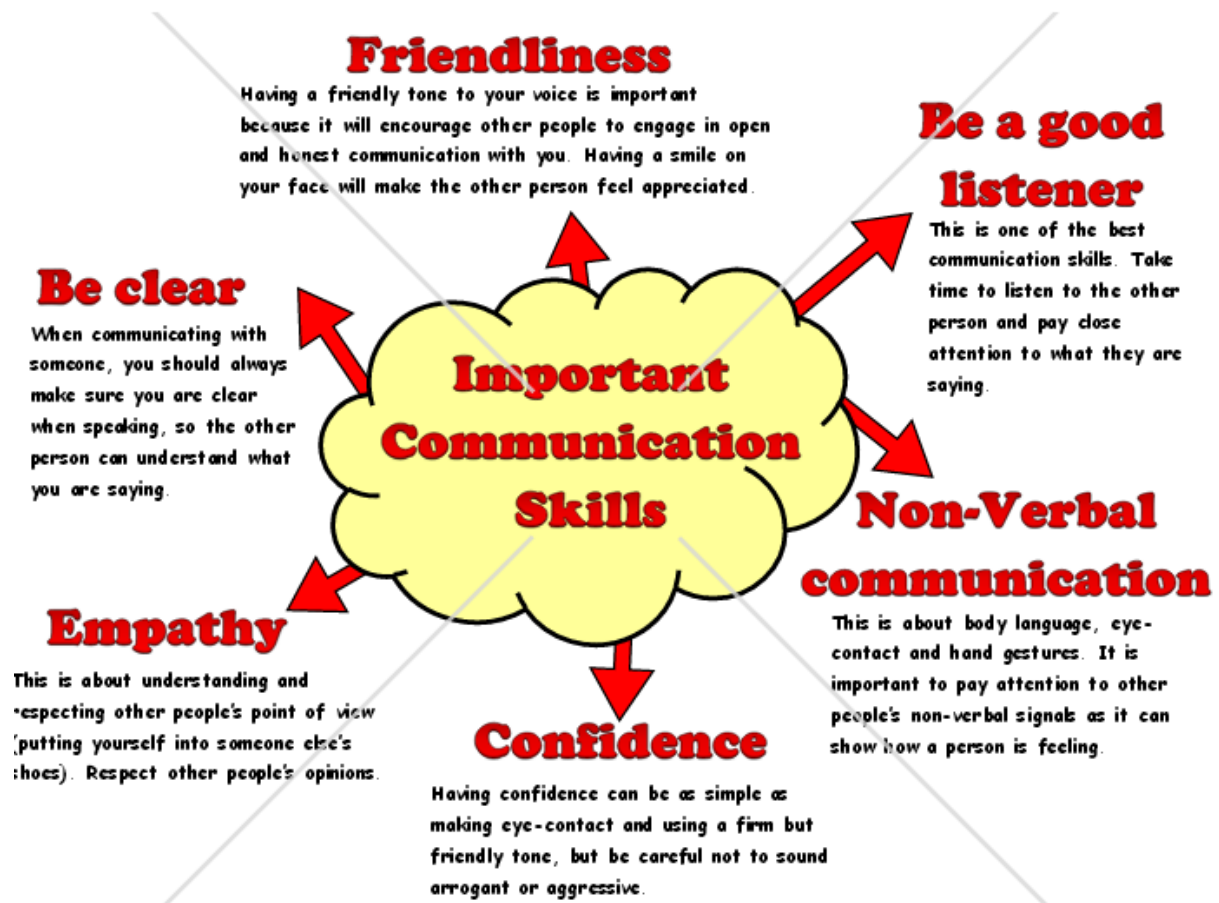 Friendliness
Having a friendly tone to your voice is important
because it will encourage other people to engage in open
and honest communication with you. Having a smile on
your face will make the other person feel appreciated.
Be a good
listener
This is one of the best
communication skills. Take
time to listen to the other
person and pay close
attention to what they are
saying.
Be clear
When communicating with
someone, you should always
make sure you are clear
when speaking, so the other
person can understand what
you are saying.
Important
Communication
Skills
Non-Verbal
communication
This is about body language, eye-
contact and hand gestures. It is
important to pay attention to other
people's non-verbal signals as it can
show how a person is feeling.
Empathy
This is about understanding and
respecting other people's point of view
(putting yourself into someone else's
shoes). Respect other people's opinions.
Confidence
Having confidence can be as simple as
making eye-contact and using a firm but
friendly tone, but be careful not to sound
arrogant or aggressive.